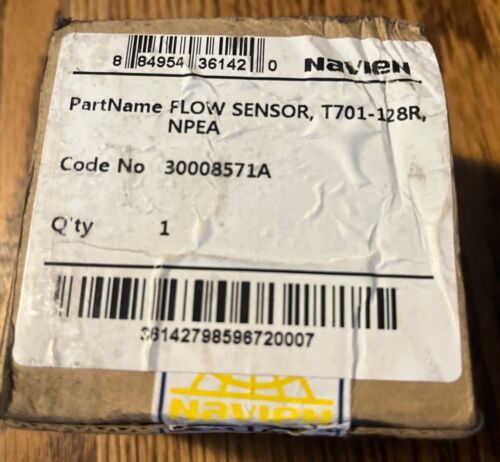 8 84954 36142 0 Navien
PartName FLOW SENSOR, T701-128R,
NPEA
Code No 30008571A
Q'ty 1
36142798596720007
Navien